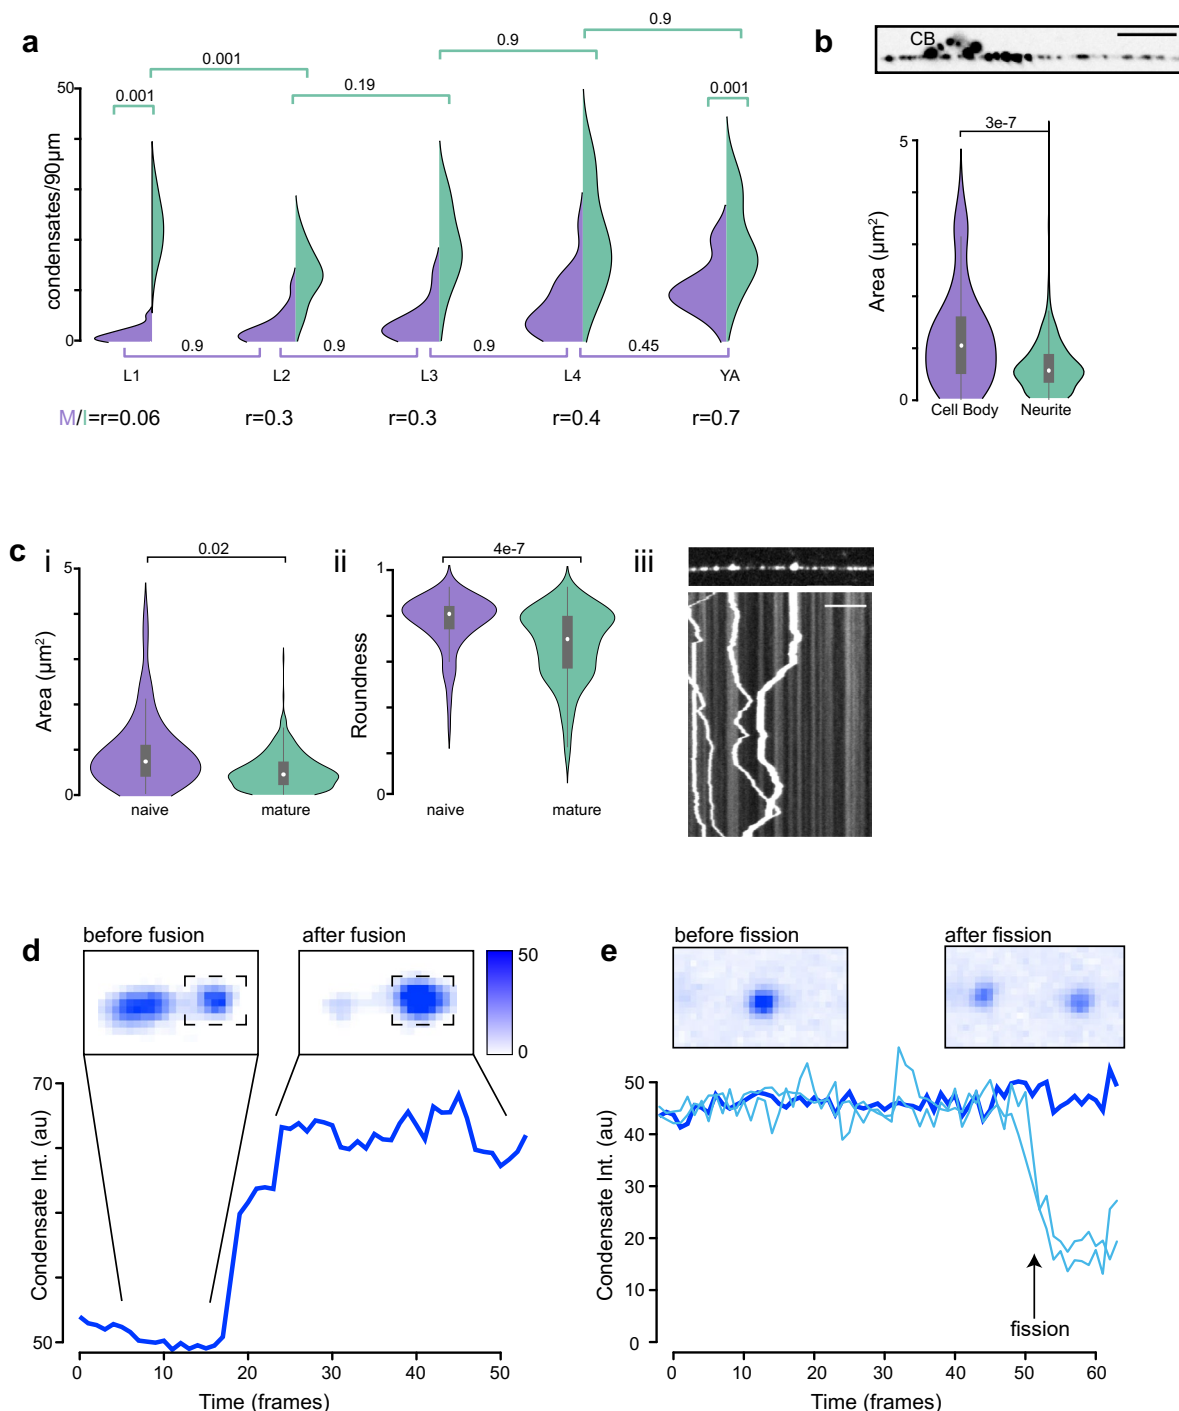 a
0.9
0.9
0.001
0.19
0.001
0.001
50
0
condensates/90µm
0.9
0.9
0.9
0.45
L1
L2
L3
L4
YA
M/I=r=0.06
r=0.3
r=0.3
r=0.4
r=0.7
b
CB
3e-7
5
0
Area (µm²)
Cell Body
Neurite
c
i
0.02
5
0
Area (µm²)
naive
mature
ii
4e-7
1
0
Roundness
naive
mature
iii
d
before fusion
after fusion
50
0
70
50
Condensate Int. (au)
0
10
20
30
40
50
Time (frames)
e
before fission
after fission
50
40
30
20
10
0
Condensate Int. (au)
fission
0
10
20
30
40
50
60
Time (frames)